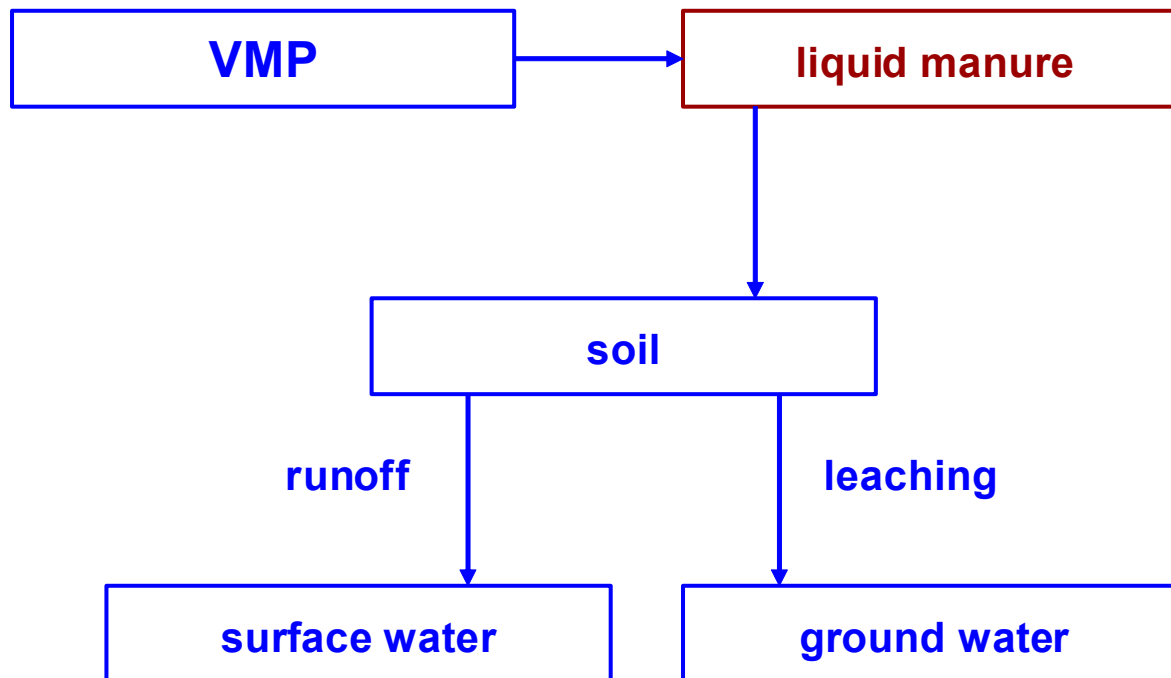 VMP
liquid manure
soil
runoff
leaching
surface water
ground water